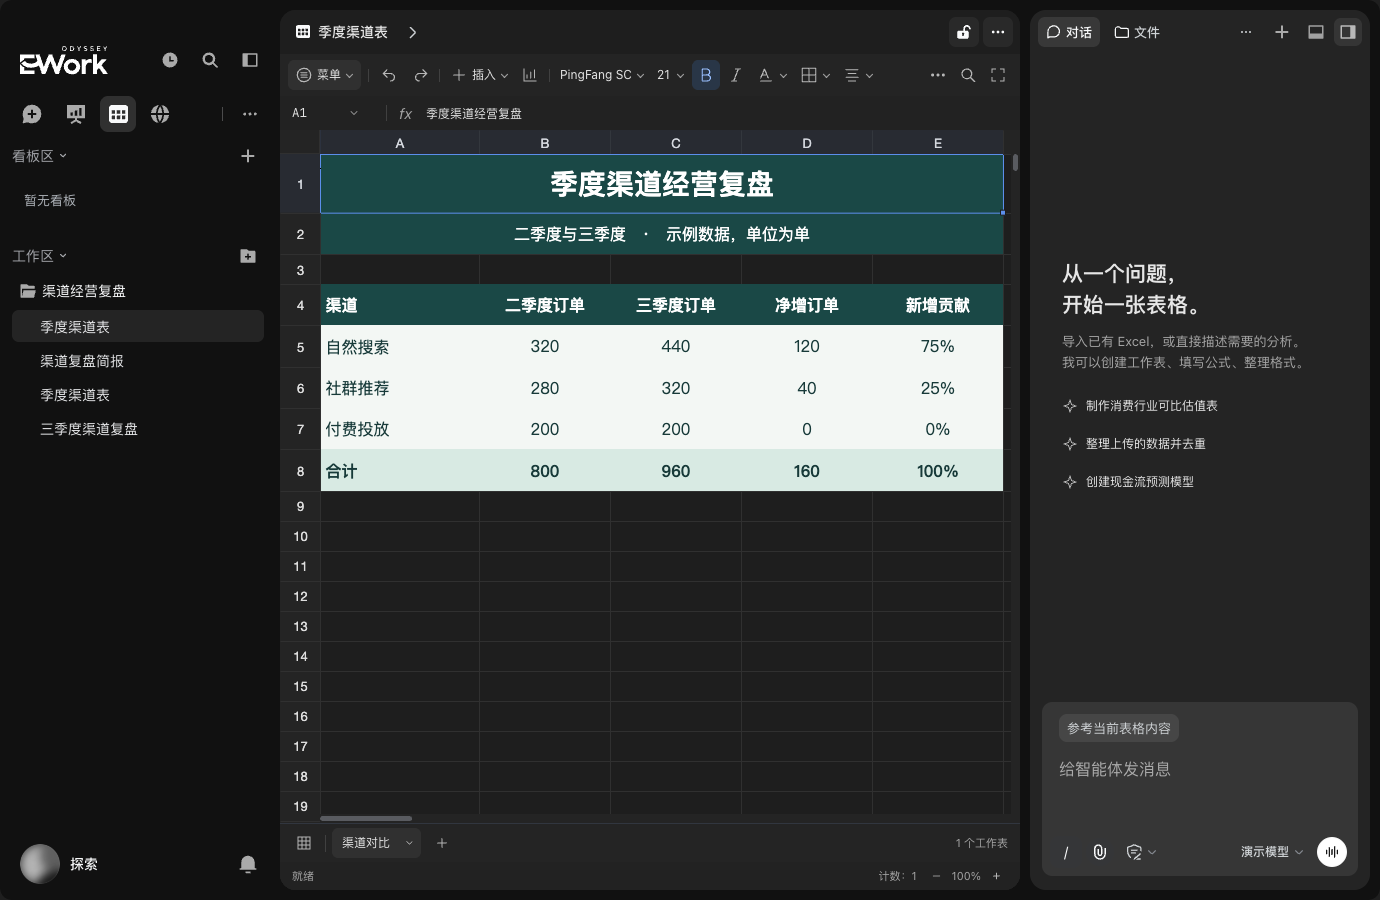 ODYSSEY
EWork
看板区
暂无看板
工作区
渠道经营复盘
季度渠道表
渠道复盘简报
季度渠道表
三季度渠道复盘
探索
季度渠道表
菜单
插入
PingFang SC
21
B
I
A
A1
fx
季度渠道经营复盘
A B C D E
1 季度渠道经营复盘
2 二季度与三季度 · 示例数据，单位为单
3
4 渠道 二季度订单 三季度订单 净增订单 新增贡献
5 自然搜索 320 440 120 75%
6 社群推荐 280 320 40 25%
7 付费投放 200 200 0 0%
8 合计 800 960 160 100%
9
10
11
12
13
14
15
16
17
18
19
渠道对比
1 个工作表
就绪
计数：1
100%
对话
文件
从一个问题，
开始一张表格。
导入已有 Excel，或直接描述需要的分析。
我可以创建工作表、填写公式、整理格式。
制作消费行业可比估值表
整理上传的数据并去重
创建现金流预测模型
参考当前表格内容
给智能体发消息
/
演示模型